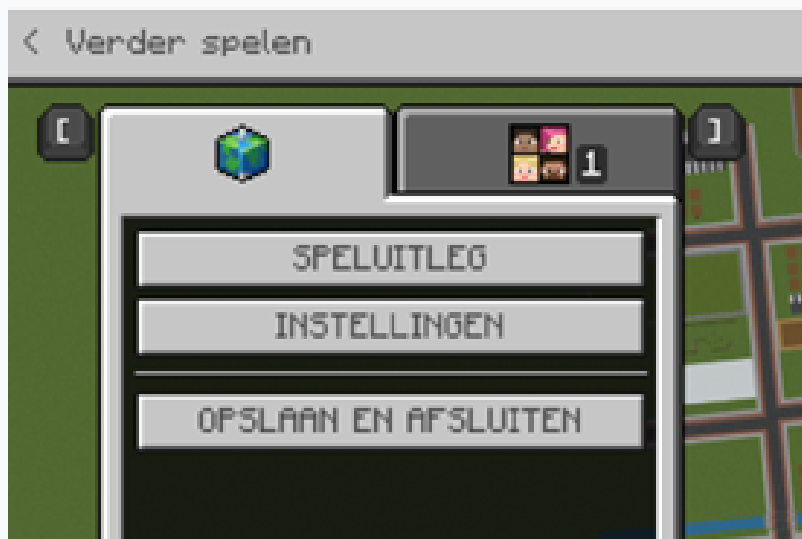 < Verder spelen
[
1
]
SPELUITLEG
INSTELLINGEN
OPSLAAN EN AFSLUITEN